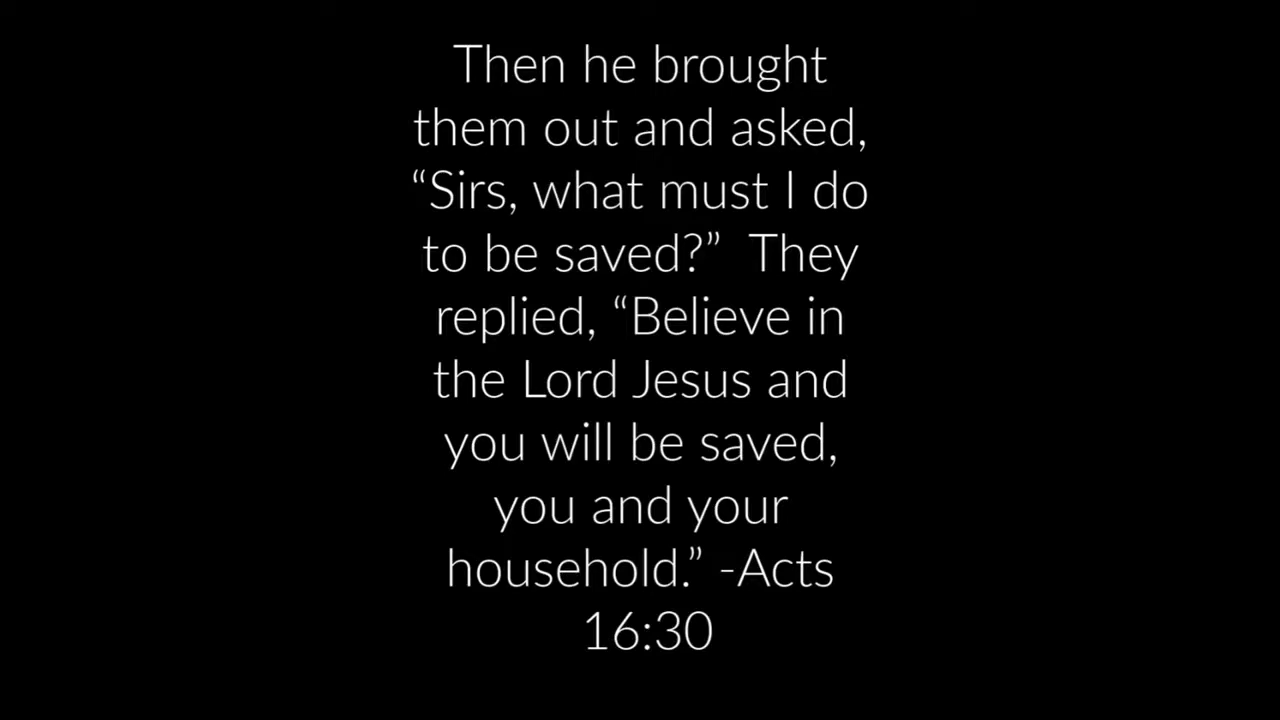 Then he brought
them out and asked,
“Sirs, what must I do
to be saved?”  They
replied, “Believe in
the Lord Jesus and
you will be saved,
you and your
household.” -Acts
16:30